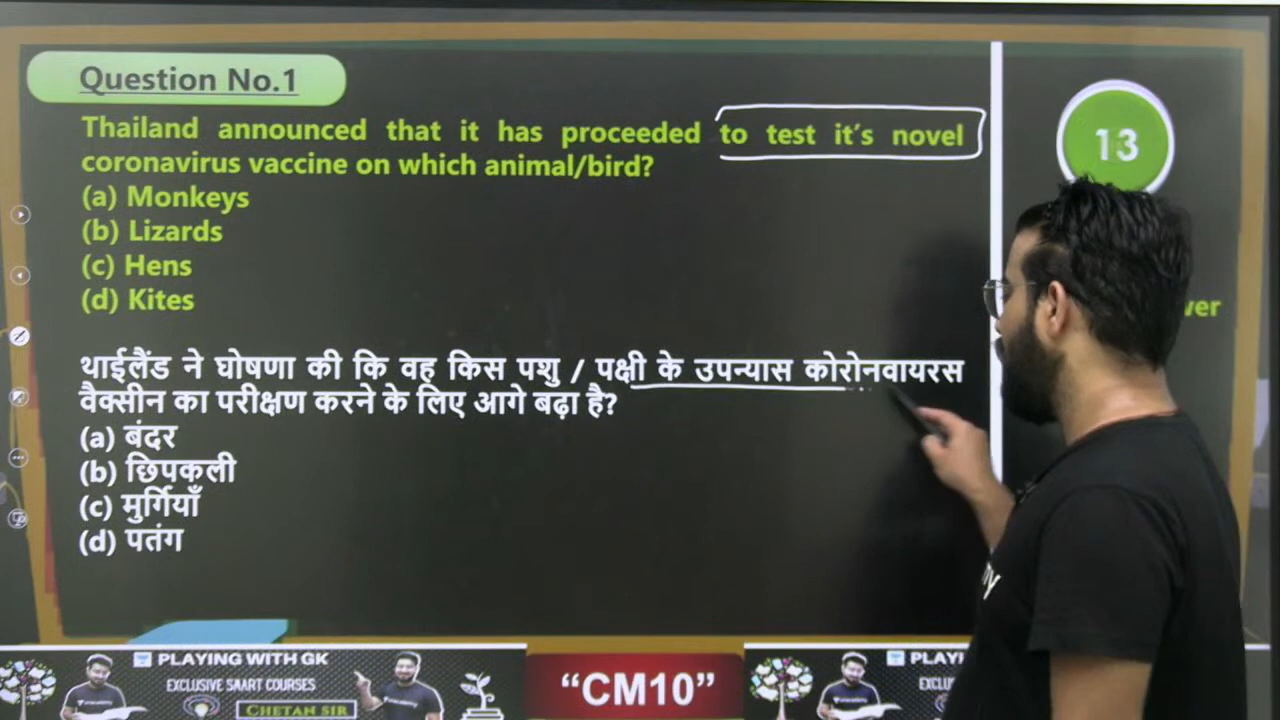 Question No.1
13
Thailand announced that it has proceeded to test it's novel
coronavirus vaccine on which animal/bird?
(a) Monkeys
(b) Lizards
(c) Hens
(d) Kites
थाईलैंड ने घोषणा की कि वह किस पशु / पक्षी के उपन्यास कोरोनवायरस
वैक्सीन का परीक्षण करने के लिए आगे बढ़ा है?
(a) बंदर
(b) छिपकली
(c) मुर्गियाँ
(d) पतंग
PLAYING WITH GK
EXCLUSIVE SMART COURSES
CHETAN SIR
“CM10”